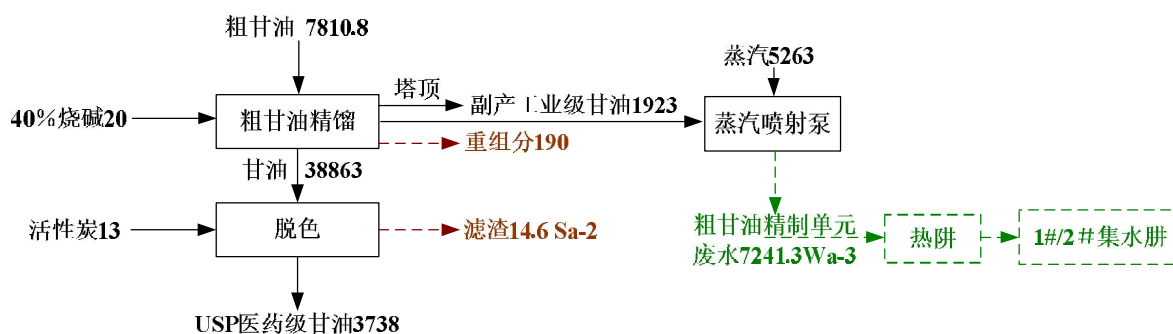 粗甘油 7810.8
蒸汽5263
塔顶
40%烧碱20
粗甘油精馏
副产工业级甘油1923
蒸汽喷射泵
重组分190
甘油 38863
活性炭13
脱色
滤渣14.6 Sa-2
粗甘油精制单元
废水7241.3Wa-3
热阱
1#/2＃集水肼
USP医药级甘油3738